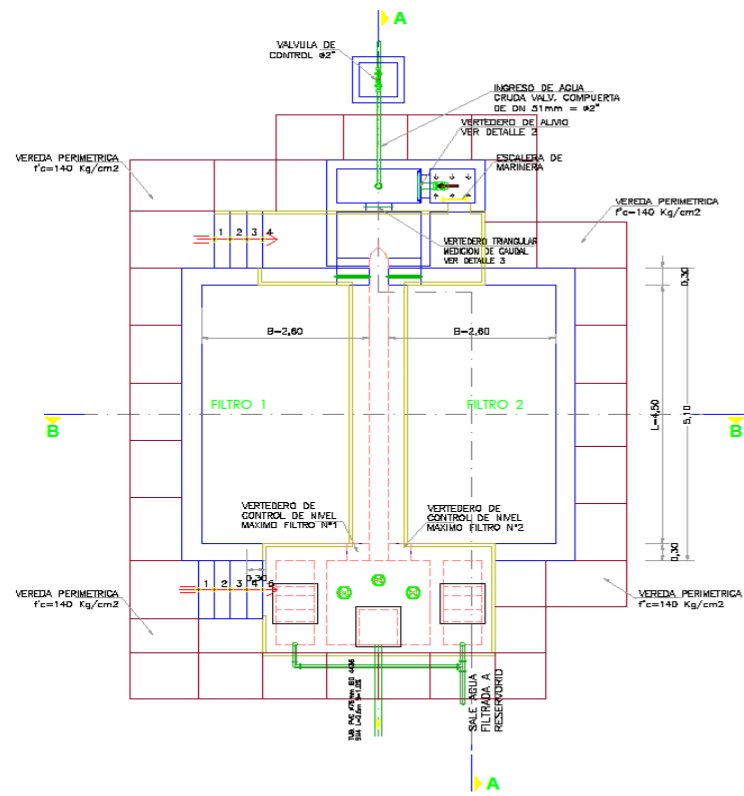 A
VALVULA DE
CONTROL ø2"
INGRESO DE AGUA
CRUDA VALV. COMPUERTA
DE DN 51mm = ø2"
VERTEDERO DE ALIVIO
VER DETALLE 2
ESCALERA DE
MARINERA
VEREDA PERIMETRICA
f'c=140 Kg/cm2
VEREDA PERIMETRICA
f'c=140 Kg/cm2
1 2 3 4
VERTEDERO TRIANGULAR
MEDICION DE CAUDAL
VER DETALLE 3
0,30
B=2,60
B=2,60
FILTRO 1
FILTRO 2
L=4,50
5,10
B
B
VERTEDERO DE
CONTROL DE NIVEL
MAXIMO FILTRO N°1
VERTEDERO DE
CONTROL DE NIVEL
MAXIMO FILTRO N°2
0,30
0,30
1 2 3 4 5
VEREDA PERIMETRICA
f'c=140 Kg/cm2
VEREDA PERIMETRICA
f'c=140 Kg/cm2
SALE AGUA
FILTRADA A
RESERVORIO
A